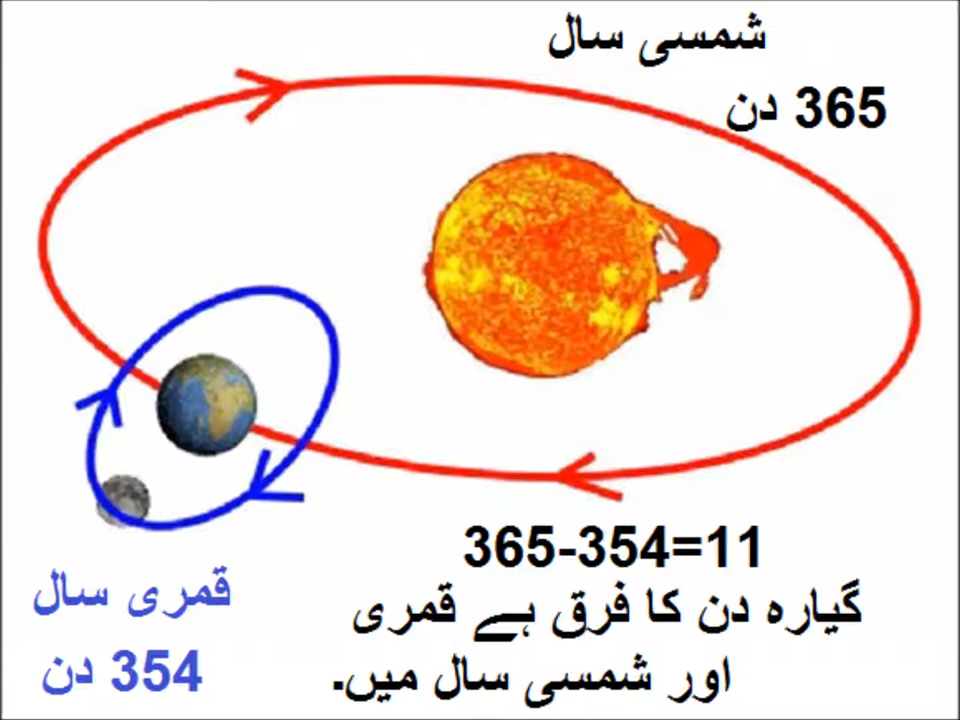 شمسی سال
365 دن
365-354=11
گیارہ دن کا فرق ہے قمری
اور شمسی سال میں۔
قمری سال
354 دن